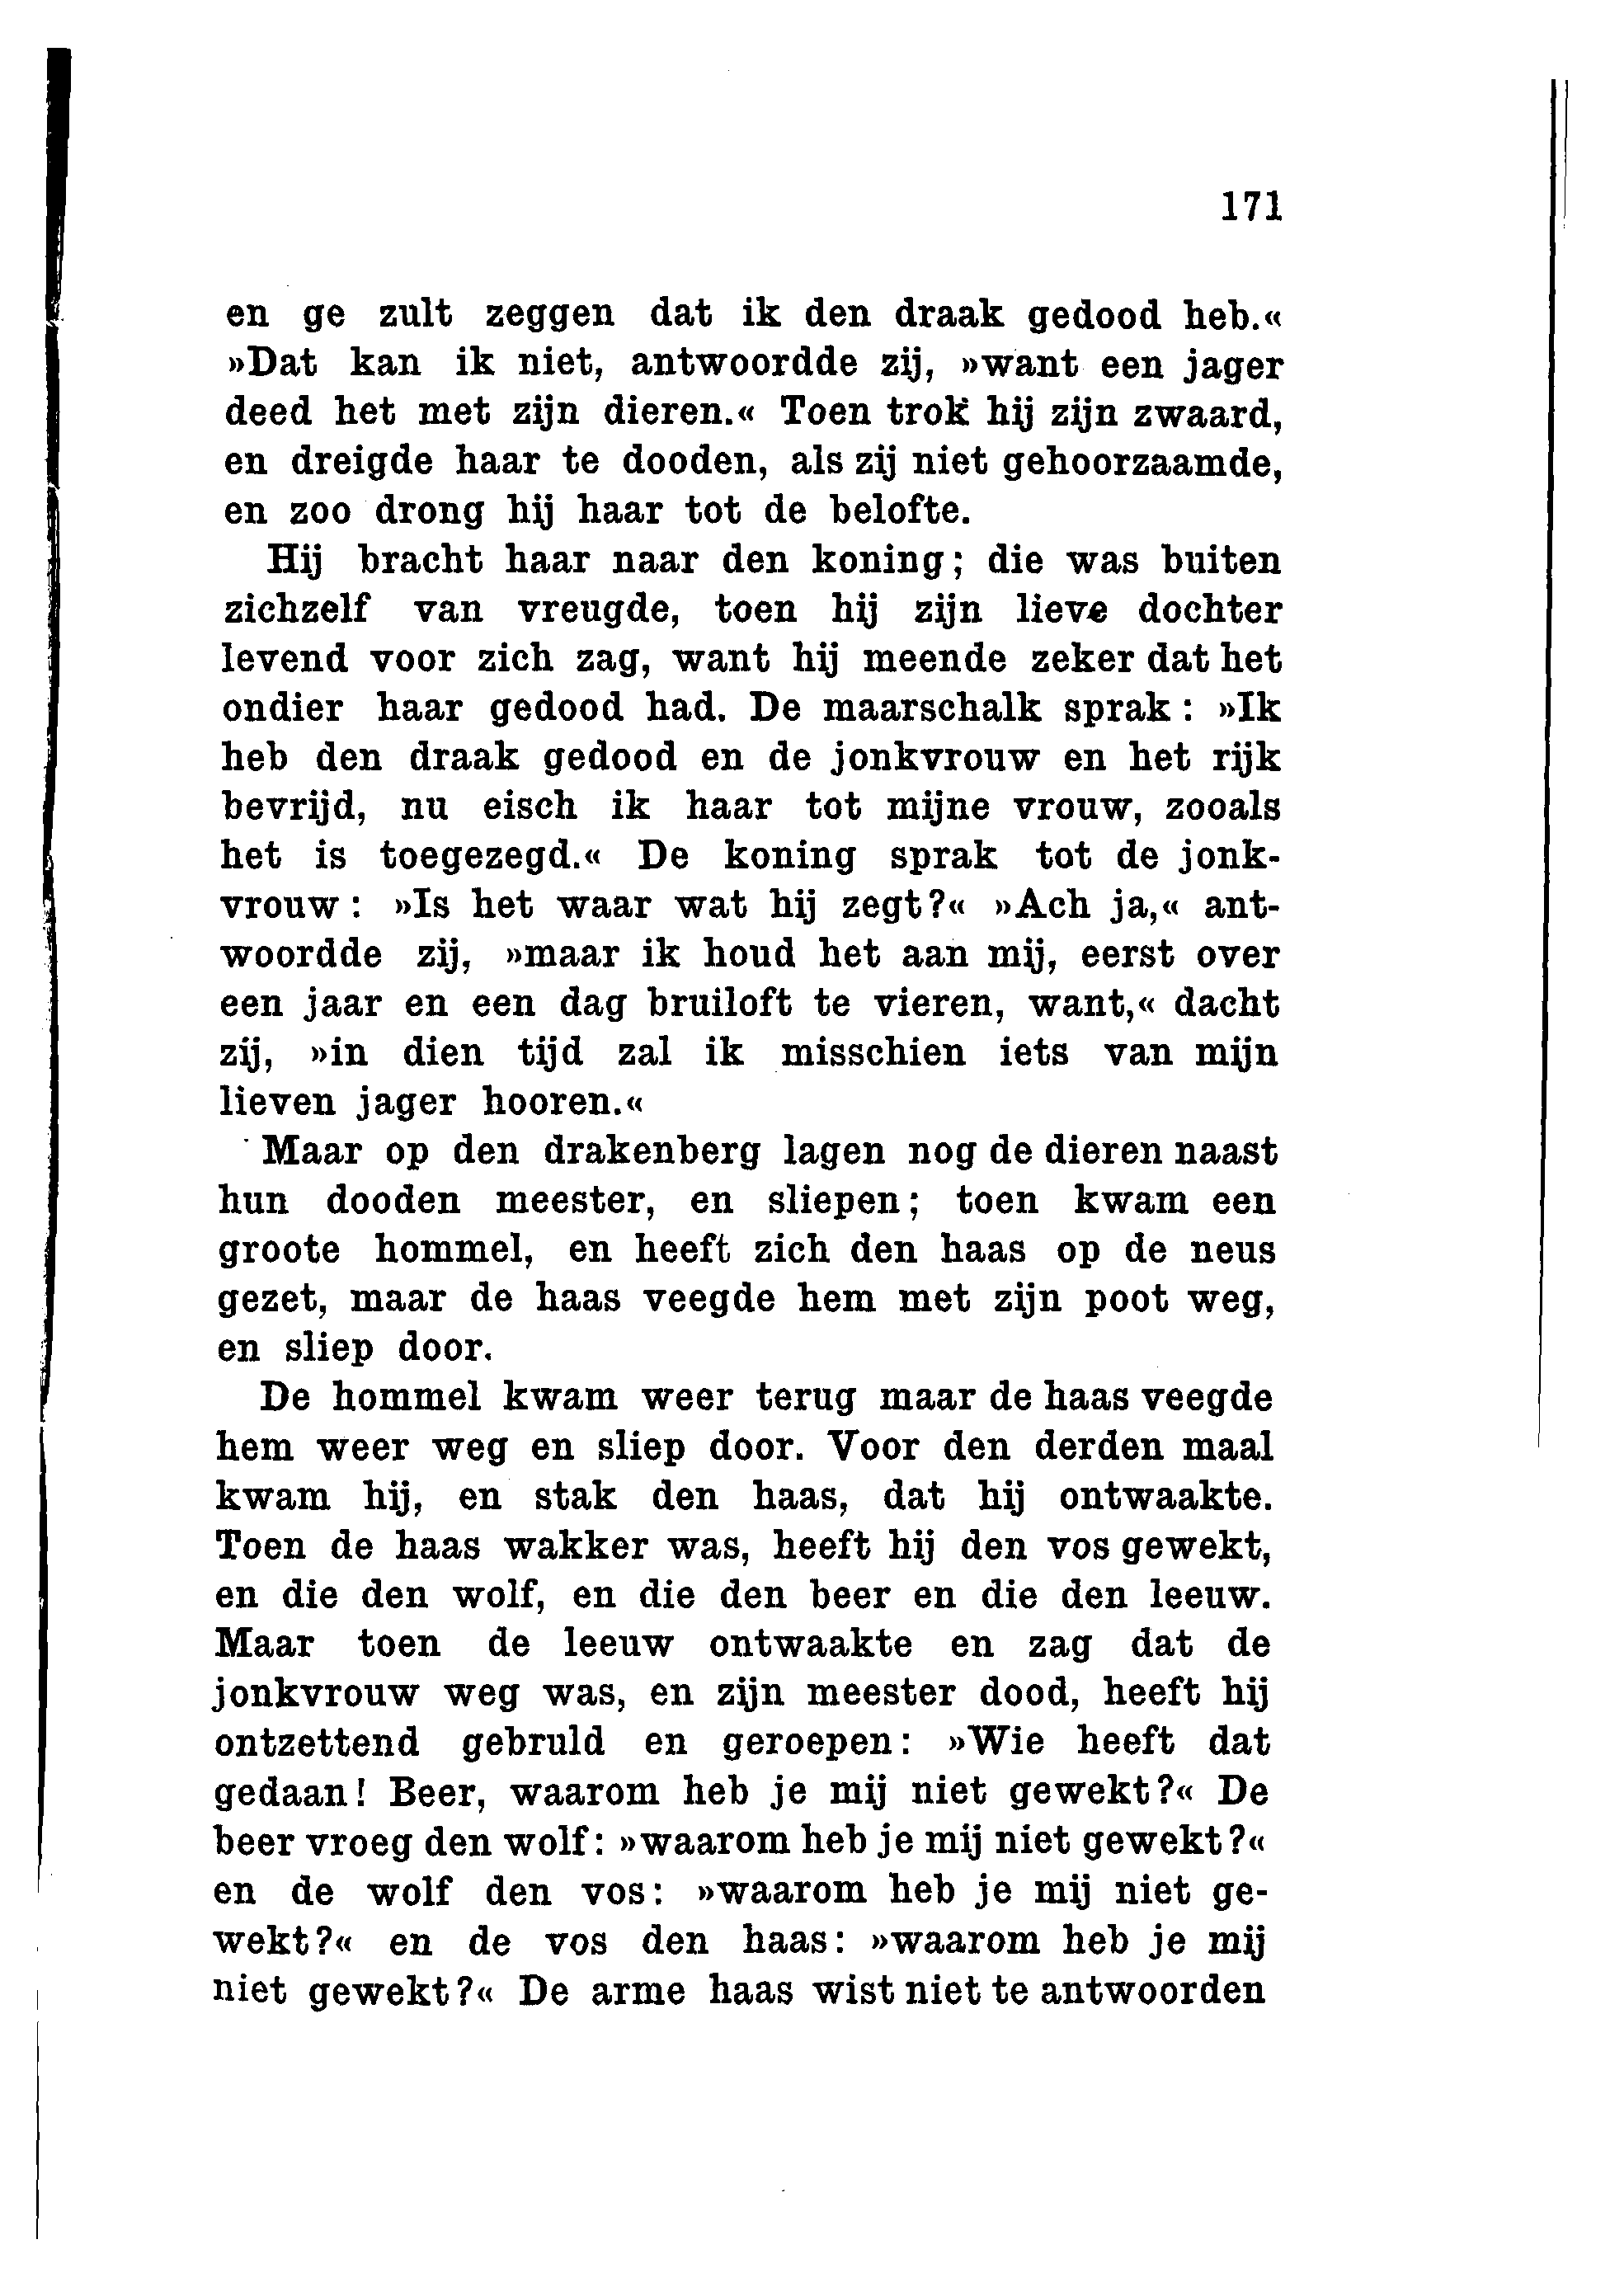 171
en ge zult zeggen dat ik den draak gedood heb.«
»Dat kan ik niet, antwoordde zij, »want een jager
deed het met zijn dieren.« Toen trok hij zijn zwaard,
en dreigde haar te dooden, als zij niet gehoorzaamde,
en zoo drong hij haar tot de belofte.
Hij bracht haar naar den koning; die was buiten
zichzelf van vreugde, toen hij zijn lieve dochter
levend voor zich zag, want hij meende zeker dat het
ondier haar gedood had. De maarschalk sprak: »Ik
heb den draak gedood en de jonkvrouw en het rijk
bevrijd, nu eisch ik haar tot mijne vrouw, zooals
het is toegezegd.« De koning sprak tot de jonk-
vrouw: »Is het waar wat hij zegt?« »Ach ja,« ant-
woordde zij, »maar ik houd het aan mij, eerst over
een jaar en een dag bruiloft te vieren, want,« dacht
zij, »in dien tijd zal ik misschien iets van mijn
lieven jager hooren.«
Maar op den drakenberg lagen nog de dieren naast
hun dooden meester, en sliepen; toen kwam een
groote hommel, en heeft zich den haas op de neus
gezet, maar de haas veegde hem met zijn poot weg,
en sliep door.
De hommel kwam weer terug maar de haas veegde
hem weer weg en sliep door. Voor den derden maal
kwam hij, en stak den haas, dat hij ontwaakte.
Toen de haas wakker was, heeft hij den vos gewekt,
en die den wolf, en die den beer en die den leeuw.
Maar toen de leeuw ontwaakte en zag dat de
jonkvrouw weg was, en zijn meester dood, heeft hij
ontzettend gebruld en geroepen: »Wie heeft dat
gedaan! Beer, waarom heb je mij niet gewekt?« De
beer vroeg den wolf: »waarom heb je mij niet gewekt?«
en de wolf den vos: »waarom heb je mij niet ge-
wekt?« en de vos den haas: »waarom heb je mij
niet gewekt?« De arme haas wist niet te antwoorden